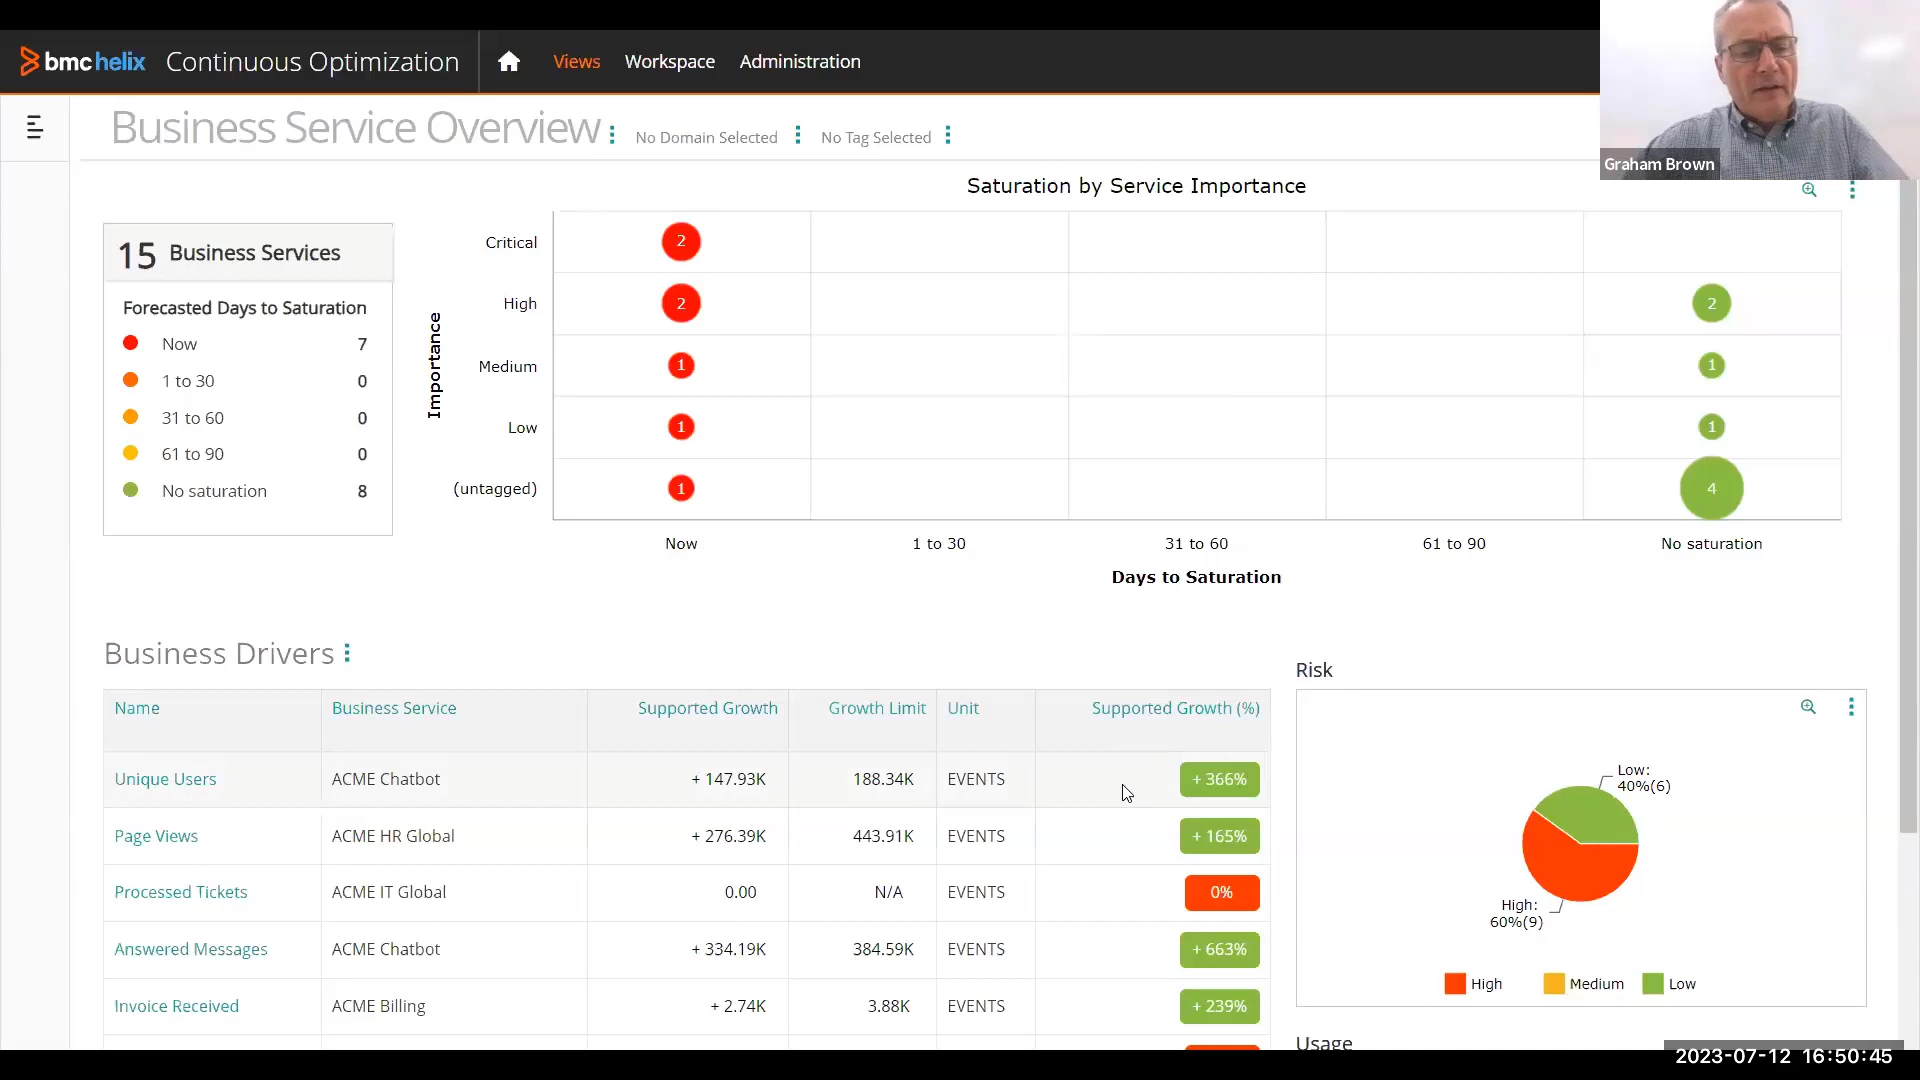 bmchelix Continuous Optimization Views Workspace Administration
Graham Brown
Business Service Overview No Domain Selected No Tag Selected
Saturation by Service Importance
15 Business Services
Forecasted Days to Saturation
Now 7
1 to 30 0
31 to 60 0
61 to 90 0
No saturation 8
Importance
Critical 2
High 2 2
Medium 1 1
Low 1 1
(untagged) 1 4
Now 1 to 30 31 to 60 61 to 90 No saturation
Days to Saturation
Business Drivers
Name Business Service Supported Growth Growth Limit Unit Supported Growth (%)
Unique Users ACME Chatbot + 147.93K 188.34K EVENTS + 366%
Page Views ACME HR Global + 276.39K 443.91K EVENTS + 165%
Processed Tickets ACME IT Global 0.00 N/A EVENTS 0%
Answered Messages ACME Chatbot + 334.19K 384.59K EVENTS + 663%
Invoice Received ACME Billing + 2.74K 3.88K EVENTS + 239%
Risk
Low:
40%(6)
High:
60%(9)
High Medium Low
Usage
2023-07-12 16:50:45